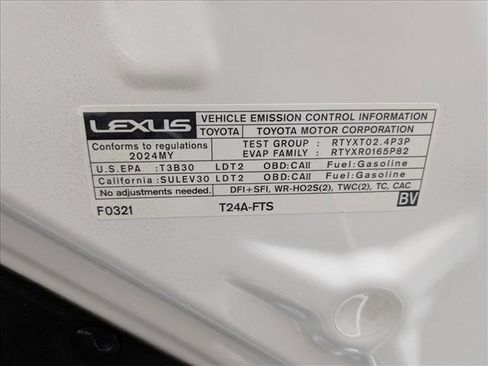 LEXUS VEHICLE EMISSION CONTROL INFORMATION
TOYOTA TOYOTA MOTOR CORPORATION
Conforms to regulations TEST GROUP : RTYXT02.4P3P
2024MY EVAP FAMILY : RTYXR0165P82
U.S.EPA :T3B30 LDT2 OBD:CAII Fuel:Gasoline
California :SULEV30 LDT2 OBD:CAII Fuel:Gasoline
No adjustments needed. DFI+SFI, WR-HO2S(2), TWC(2), TC, CAC
F0321 T24A-FTS BV